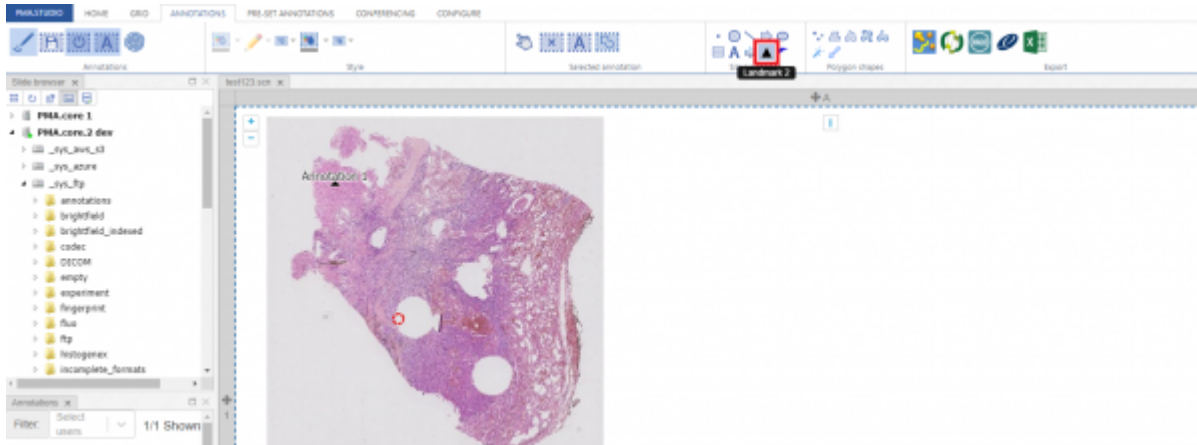 PMA.STUDIO HOME GRID ANNOTATIONS PRE-SET ANNOTATIONS CONFERENCING CONFIGURE
Annotations Style Selected annotation Polygon shapes Export
Landmark 2
Slide browser test123.scn
A
PMA.core 1
PMA.core.2 dev
_sys_aws_s3
_sys_azure
_sys_ftp
annotations
brightfield
brightfield_indexed
codec
DICOM
empty
experiment
fingerprint
fluo
ftp
histogenex
incomplete_formats
Annotation 1
Annotations
1
Filter: Select users 1/1 Shown